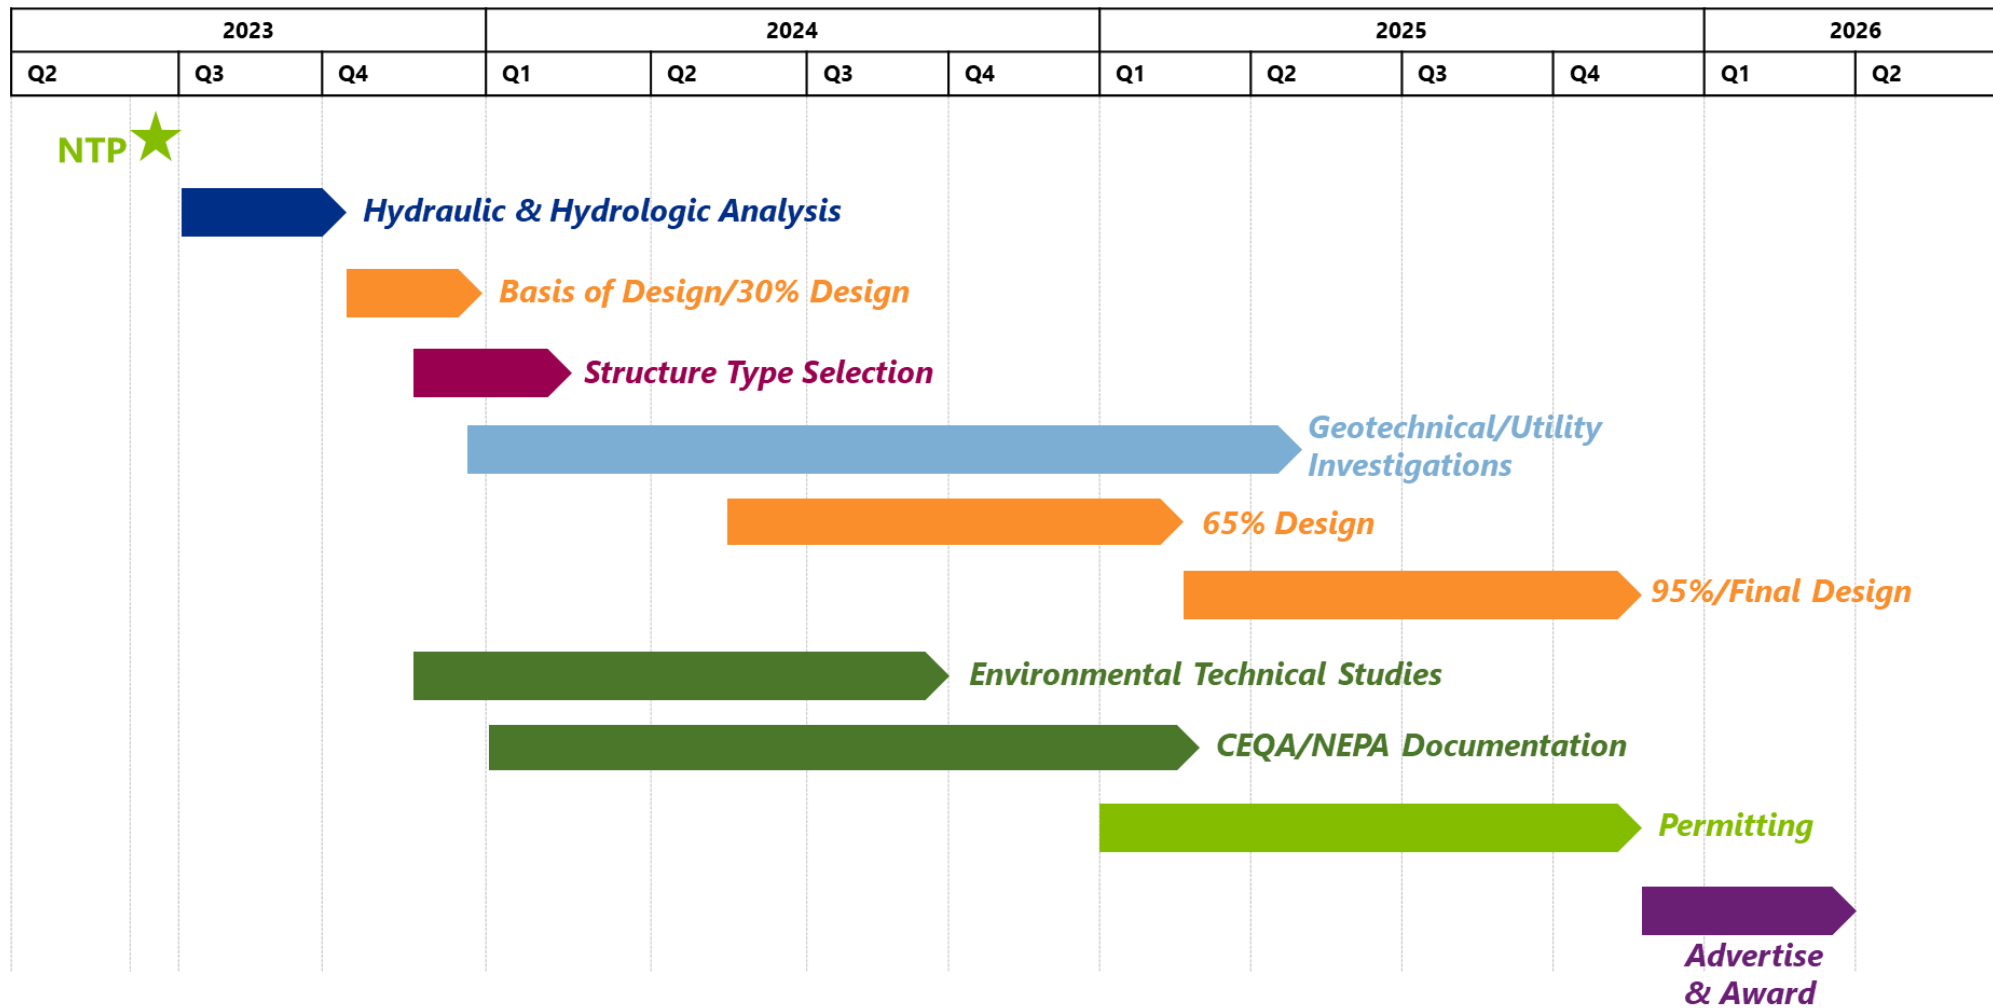 2023 2024 2025 2026
Q2 Q3 Q4 Q1 Q2 Q3 Q4 Q1 Q2 Q3 Q4 Q1 Q2
NTP
Hydraulic & Hydrologic Analysis
Basis of Design/30% Design
Structure Type Selection
Geotechnical/Utility
Investigations
65% Design
95%/Final Design
Environmental Technical Studies
CEQA/NEPA Documentation
Permitting
Advertise
& Award